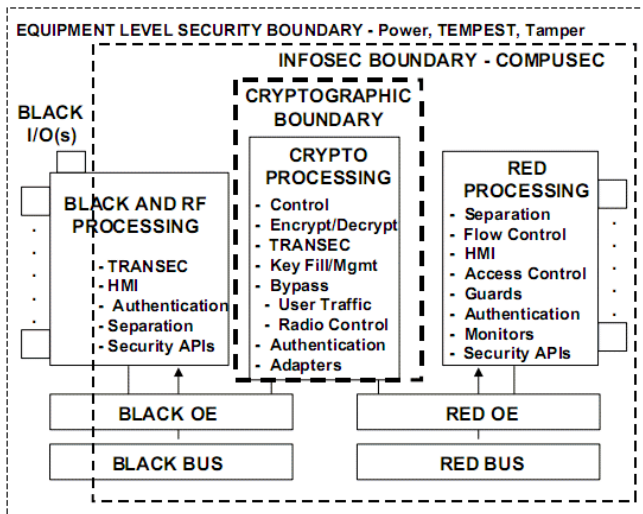 EQUIPMENT LEVEL SECURITY BOUNDARY - Power, TEMPEST, Tamper
INFOSEC BOUNDARY - COMPUSEC
CRYPTOGRAPHIC
BOUNDARY
BLACK
I/O(s)
BLACK AND RF
PROCESSING
- TRANSEC
- HMI
- Authentication
- Separation
- Security APIs
CRYPTO
PROCESSING
- Control
- Encrypt/Decrypt
- TRANSEC
- Key Fill/Mgmt
- Bypass
- User Traffic
- Radio Control
- Authentication
- Adapters
RED
PROCESSING
- Separation
- Flow Control
- HMI
- Access Control
- Guards
- Authentication
- Monitors
- Security APIs
BLACK OE
RED OE
BLACK BUS
RED BUS